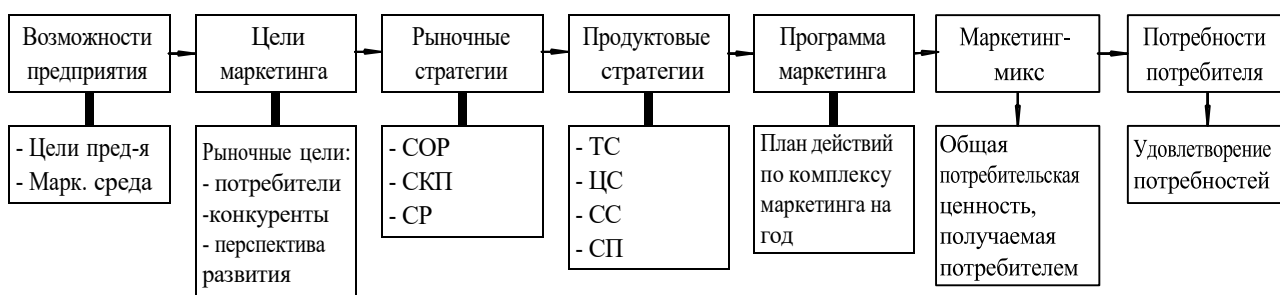 Возможности
предприятия
Цели
маркетинга
Рыночные
стратегии
Продуктовые
стратегии
Программа
маркетинга
Маркетинг-
микс
Потребности
потребителя
- Цели пред-я
- Марк. среда
Рыночные цели:
- потребители
-конкуренты
- перспектива
развития
- СОР
- СКП
- СР
- ТС
- ЦС
- СС
- СП
План действий
по комплексу
маркетинга на
год
Общая
потребительская
ценность,
получаемая
потребителем
Удовлетворение
потребностей